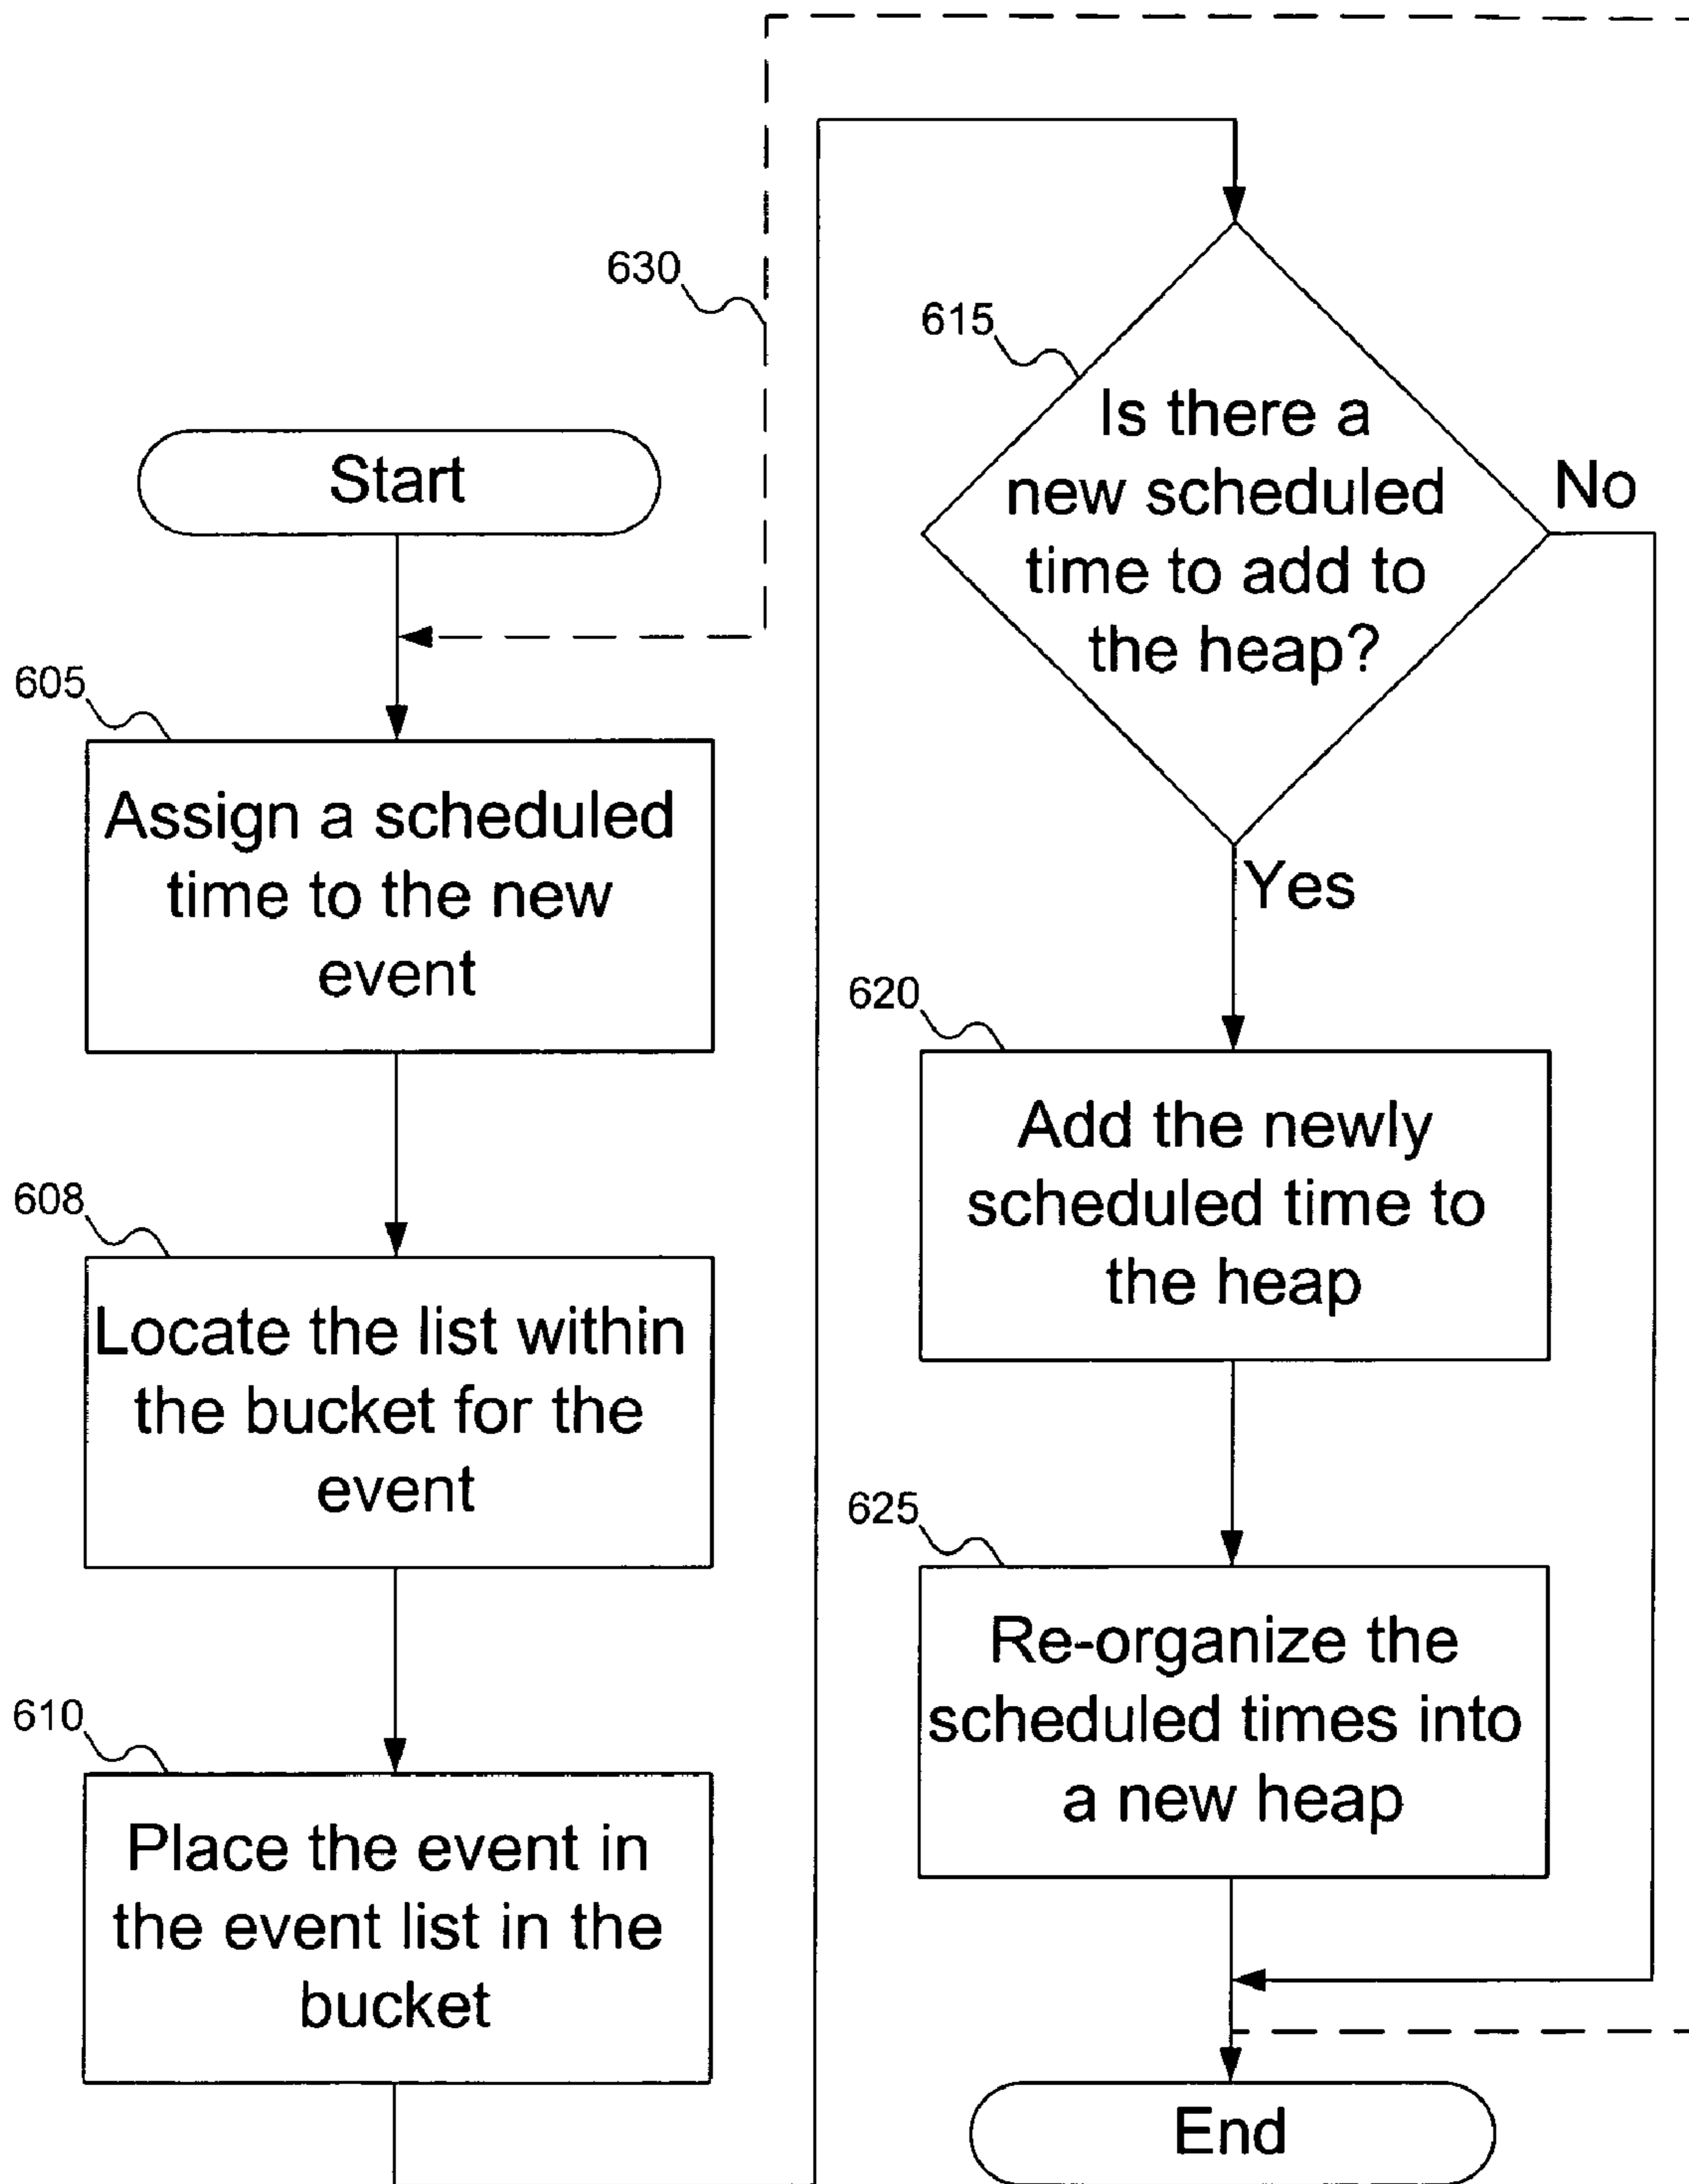 Start
605
Assign a scheduled
time to the new
event
608
Locate the list within
the bucket for the
event
610
Place the event in
the event list in the
bucket
630
615
Is there a
new scheduled
time to add to
the heap?
No
Yes
620
Add the newly
scheduled time to
the heap
625
Re-organize the
scheduled times into
a new heap
End